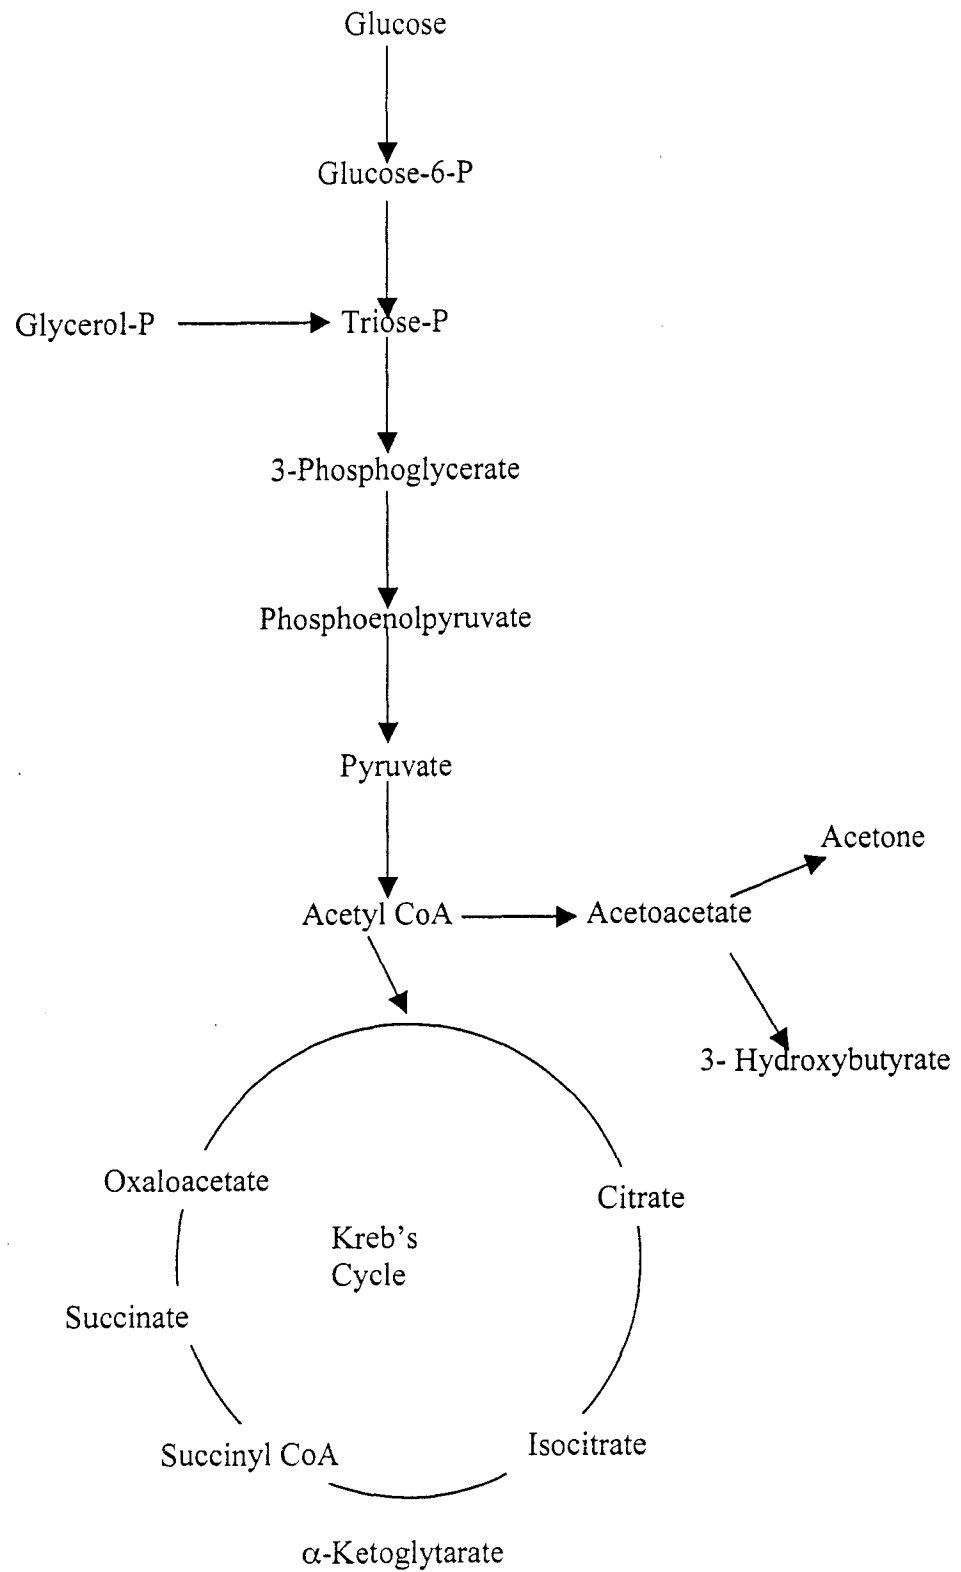 Glucose
Glucose-6-P
Glycerol-P
Triose-P
3-Phosphoglycerate
Phosphoenolpyruvate
Pyruvate
Acetone
Acetyl CoA
Acetoacetate
3- Hydroxybutyrate
Oxaloacetate
Citrate
Kreb's
Cycle
Succinate
Isocitrate
Succinyl CoA
α-Ketoglytarate